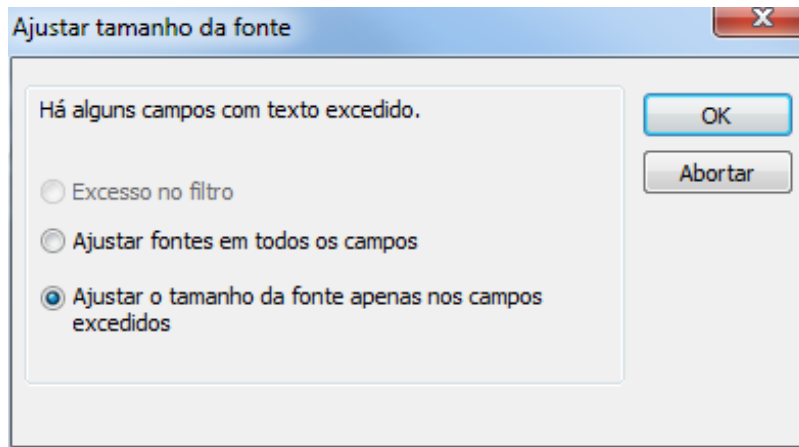 Ajustar tamanho da fonte
Há alguns campos com texto excedido.
OK
Abortar
Excesso no filtro
Ajustar fontes em todos os campos
Ajustar o tamanho da fonte apenas nos campos
excedidos